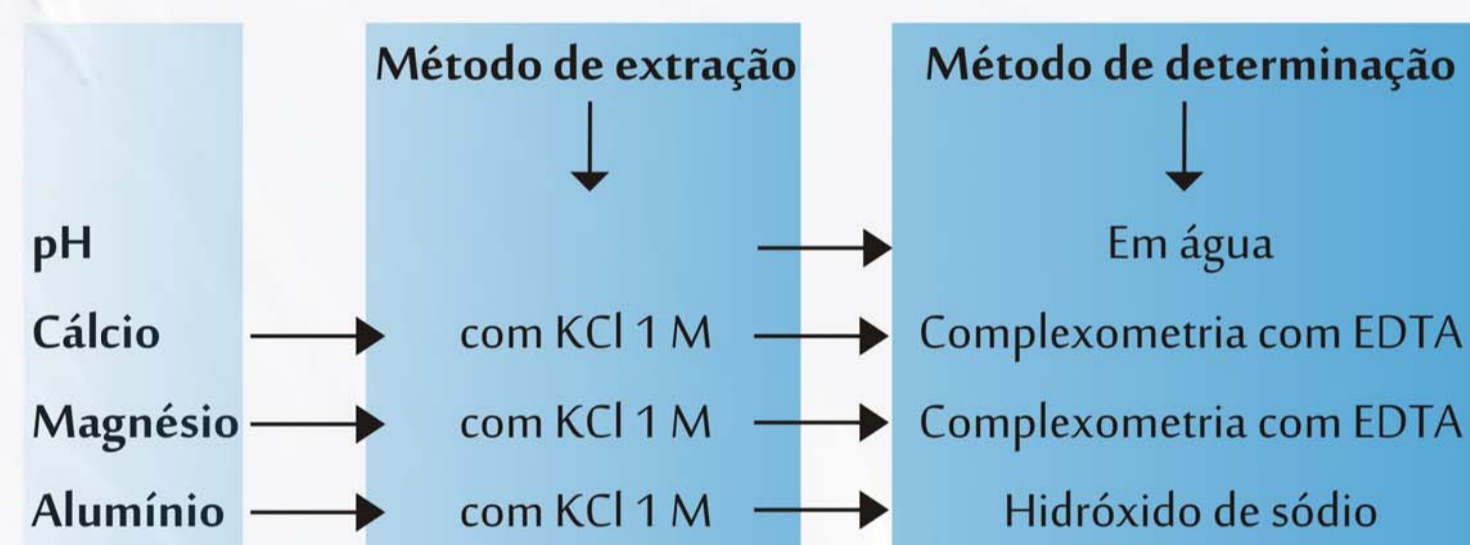 Método de extração Método de determinação
pH Em água
Cálcio com KCl 1 M Complexometria com EDTA
Magnésio com KCl 1 M Complexometria com EDTA
Alumínio com KCl 1 M Hidróxido de sódio